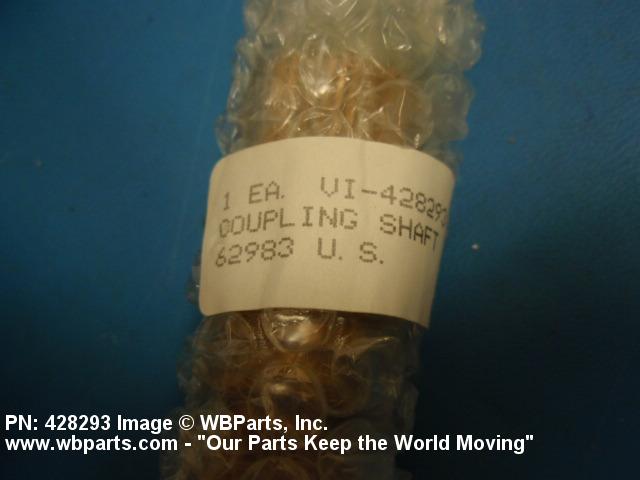 1 EA. VI-428293
COUPLING SHAFT
62983 U.S.
PN: 428293 Image © WBParts, Inc.
www.wbparts.com - "Our Parts Keep the World Moving"